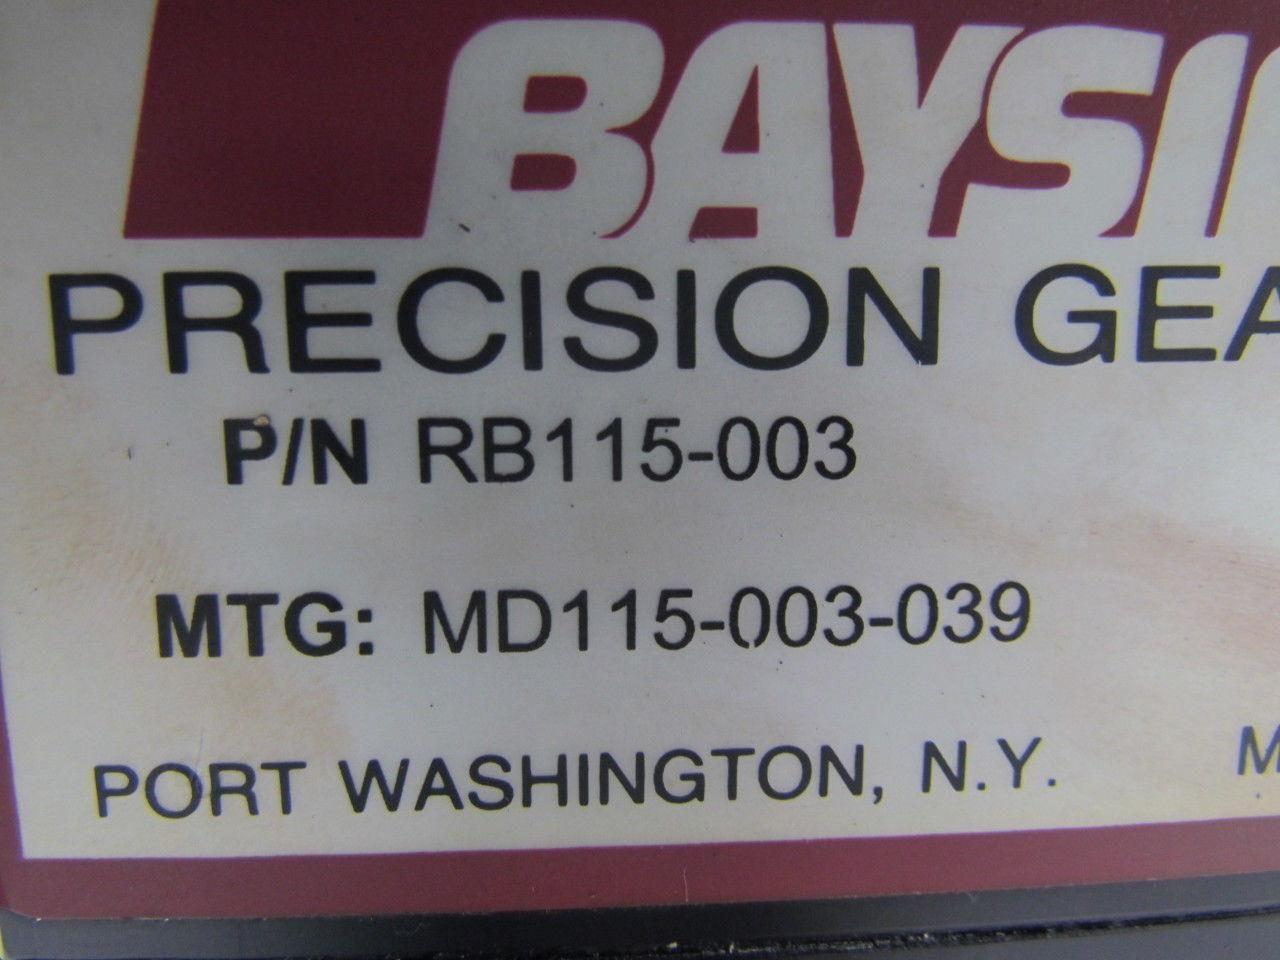 BAYSI
PRECISION GEA
P/N RB115-003
MTG: MD115-003-039
PORT WASHINGTON, N.Y. M